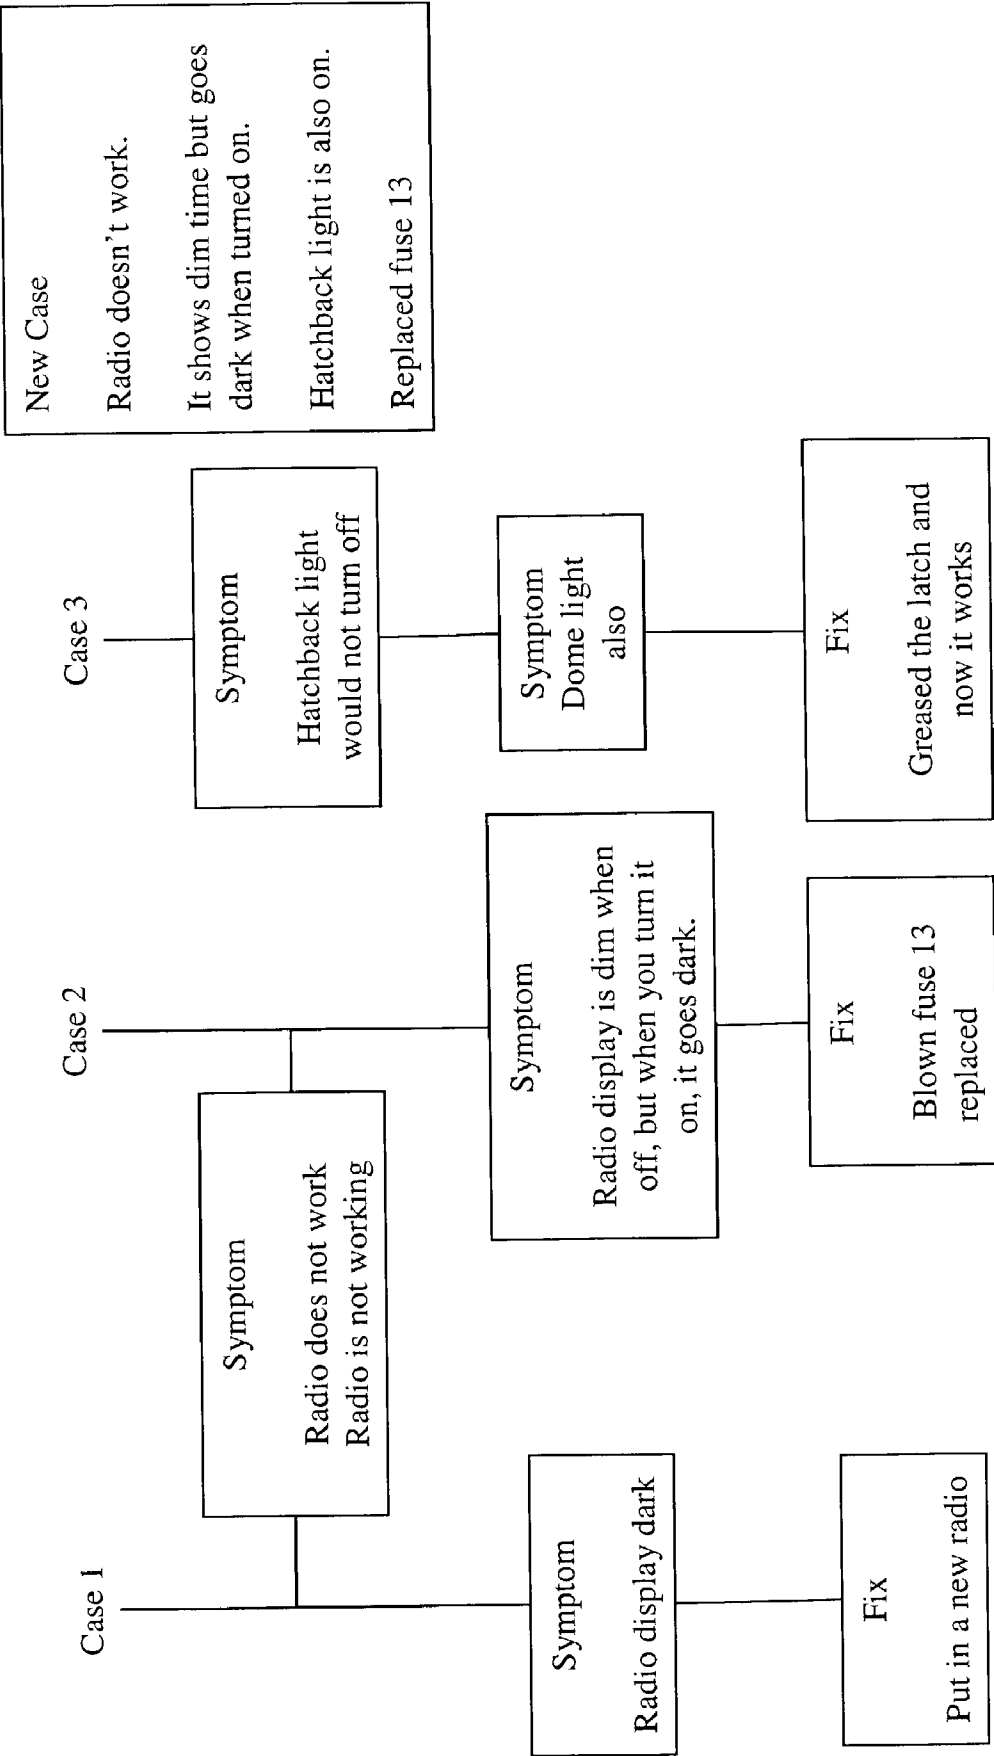 Case 1
Case 2
Case 3
New Case
Radio doesn't work.
It shows dim time but goes
dark when turned on.
Hatchback light is also on.
Replaced fuse 13
Symptom
Radio does not work
Radio is not working
Symptom
Hatchback light
would not turn off
Symptom
Radio display dark
Symptom
Radio display is dim when
off, but when you turn it
on, it goes dark.
Symptom
Dome light
also
Fix
Put in a new radio
Fix
Blown fuse 13
replaced
Fix
Greased the latch and
now it works